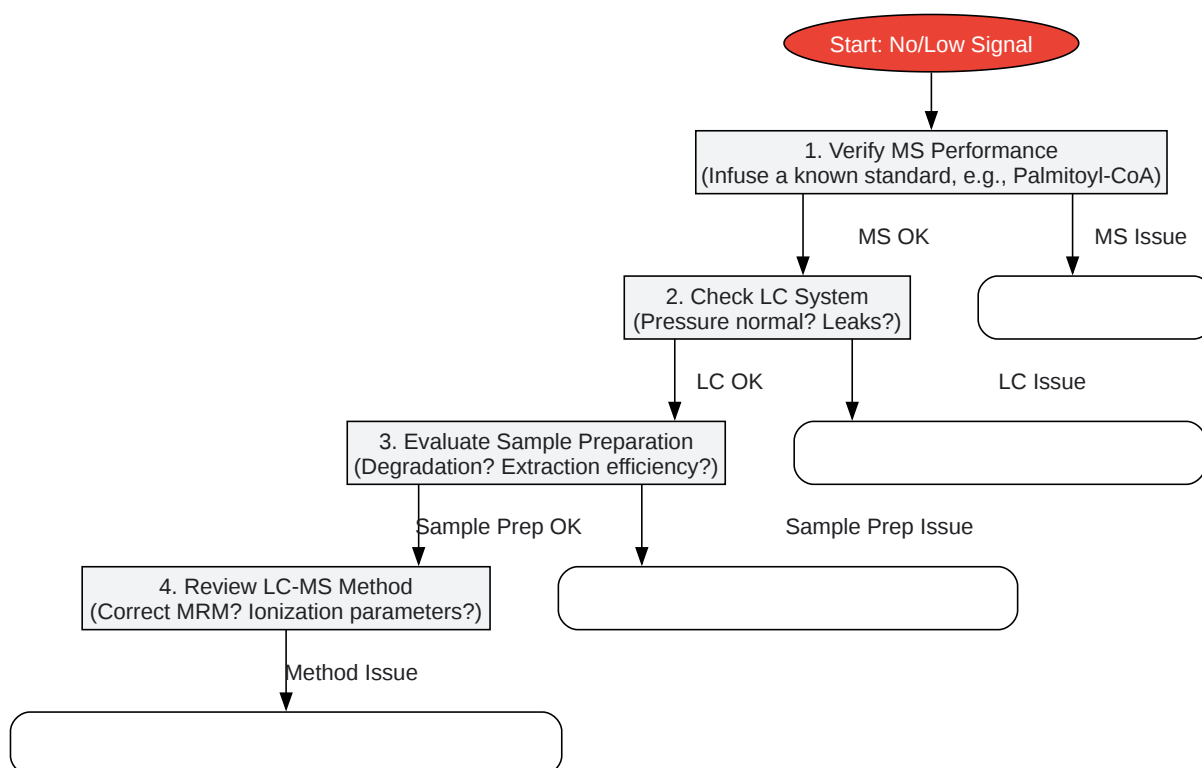 Start: No/Low Signal
1. Verify MS Performance
(Infuse a known standard, e.g., Palmitoyl-CoA)
MS OK
MS Issue
2. Check LC System
(Pressure normal? Leaks?)
LC OK
LC Issue
3. Evaluate Sample Preparation
(Degradation? Extraction efficiency?)
Sample Prep OK
Sample Prep Issue
4. Review LC-MS Method
(Correct MRM? Ionization parameters?)
Method Issue